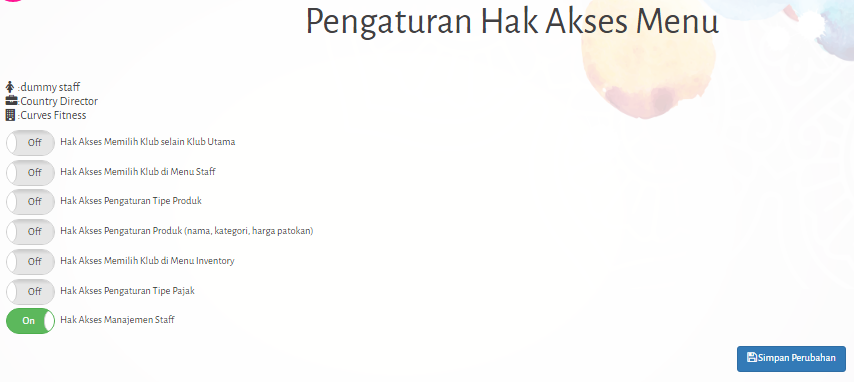 Pengaturan Hak Akses Menu
:dummy staff
:Country Director
:Curves Fitness
Off Hak Akses Memilih Klub selain Klub Utama
Off Hak Akses Memilih Klub di Menu Staff
Off Hak Akses Pengaturan Tipe Produk
Off Hak Akses Pengaturan Produk (nama, kategori, harga patokan)
Off Hak Akses Memilih Klub di Menu Inventory
Off Hak Akses Pengaturan Tipe Pajak
On Hak Akses Manajemen Staff
Simpan Perubahan